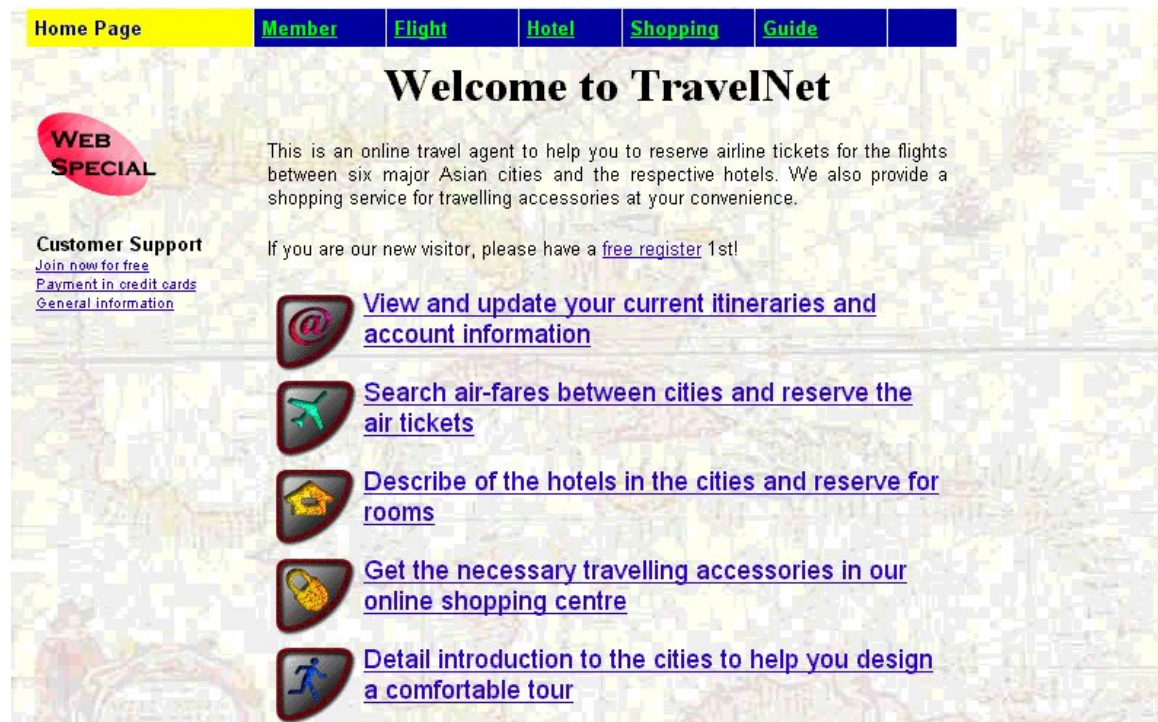 Home Page Member Flight Hotel Shopping Guide
Welcome to TravelNet
WEB
SPECIAL
This is an online travel agent to help you to reserve airline tickets for the flights
between six major Asian cities and the respective hotels. We also provide a
shopping service for travelling accessories at your convenience.
Customer Support
Join now for free
Payment in credit cards
General information
If you are our new visitor, please have a free register 1st!
@
View and update your current itineraries and
account information
Search air-fares between cities and reserve the
air tickets
Describe of the hotels in the cities and reserve for
rooms
Get the necessary travelling accessories in our
online shopping centre
Detail introduction to the cities to help you design
a comfortable tour